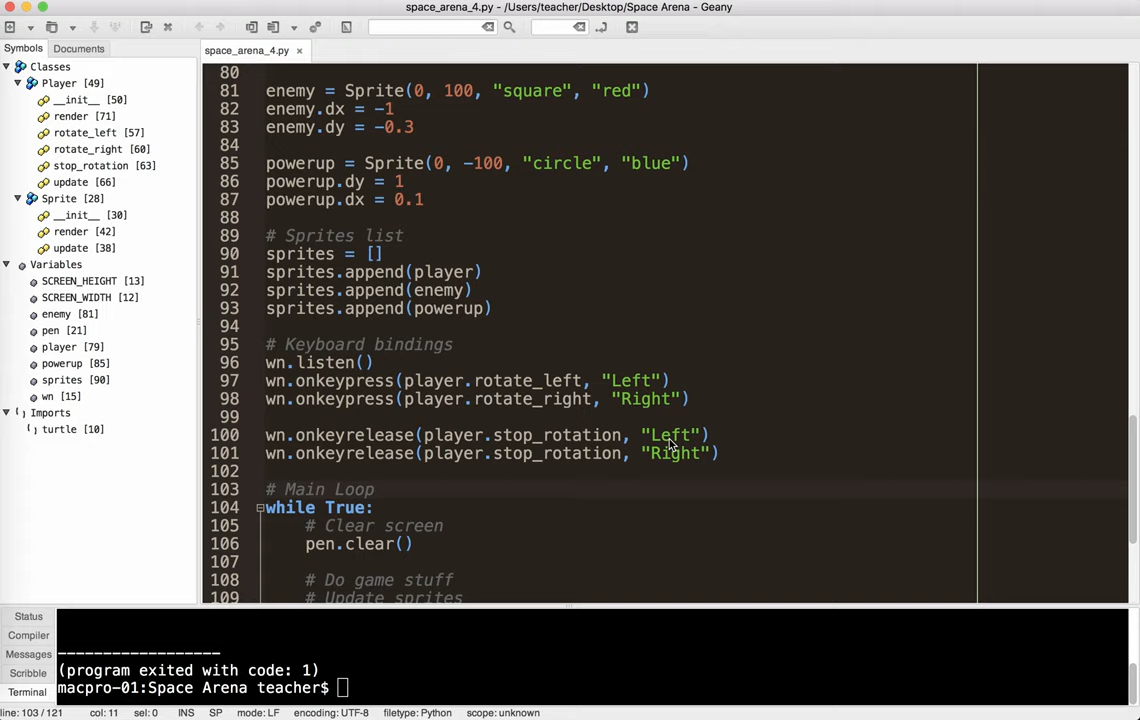 space_arena_4.py - /Users/teacher/Desktop/Space Arena - Geany
Symbols Documents
space_arena_4.py ×
Classes
Player [49]
__init__ [50]
render [71]
rotate_left [57]
rotate_right [60]
stop_rotation [63]
update [66]
Sprite [28]
__init__ [30]
render [42]
update [38]
Variables
SCREEN_HEIGHT [13]
SCREEN_WIDTH [12]
enemy [81]
pen [21]
player [79]
powerup [85]
sprites [90]
wn [15]
Imports
turtle [10]
80
81 enemy = Sprite(0, 100, "square", "red")
82 enemy.dx = -1
83 enemy.dy = -0.3
84
85 powerup = Sprite(0, -100, "circle", "blue")
86 powerup.dy = 1
87 powerup.dx = 0.1
88
89 # Sprites list
90 sprites = []
91 sprites.append(player)
92 sprites.append(enemy)
93 sprites.append(powerup)
94
95 # Keyboard bindings
96 wn.listen()
97 wn.onkeypress(player.rotate_left, "Left")
98 wn.onkeypress(player.rotate_right, "Right")
99
100 wn.onkeyrelease(player.stop_rotation, "Left")
101 wn.onkeyrelease(player.stop_rotation, "Right")
102
103 # Main Loop
104 while True:
105 # Clear screen
106 pen.clear()
107
108 # Do game stuff
109 # Update sprites
Status
Compiler
Messages
Scribble
Terminal
------------------
(program exited with code: 1)
macpro-01:Space Arena teacher$
line: 103 / 121 col: 11 sel: 0 INS SP mode: LF encoding: UTF-8 filetype: Python scope: unknown